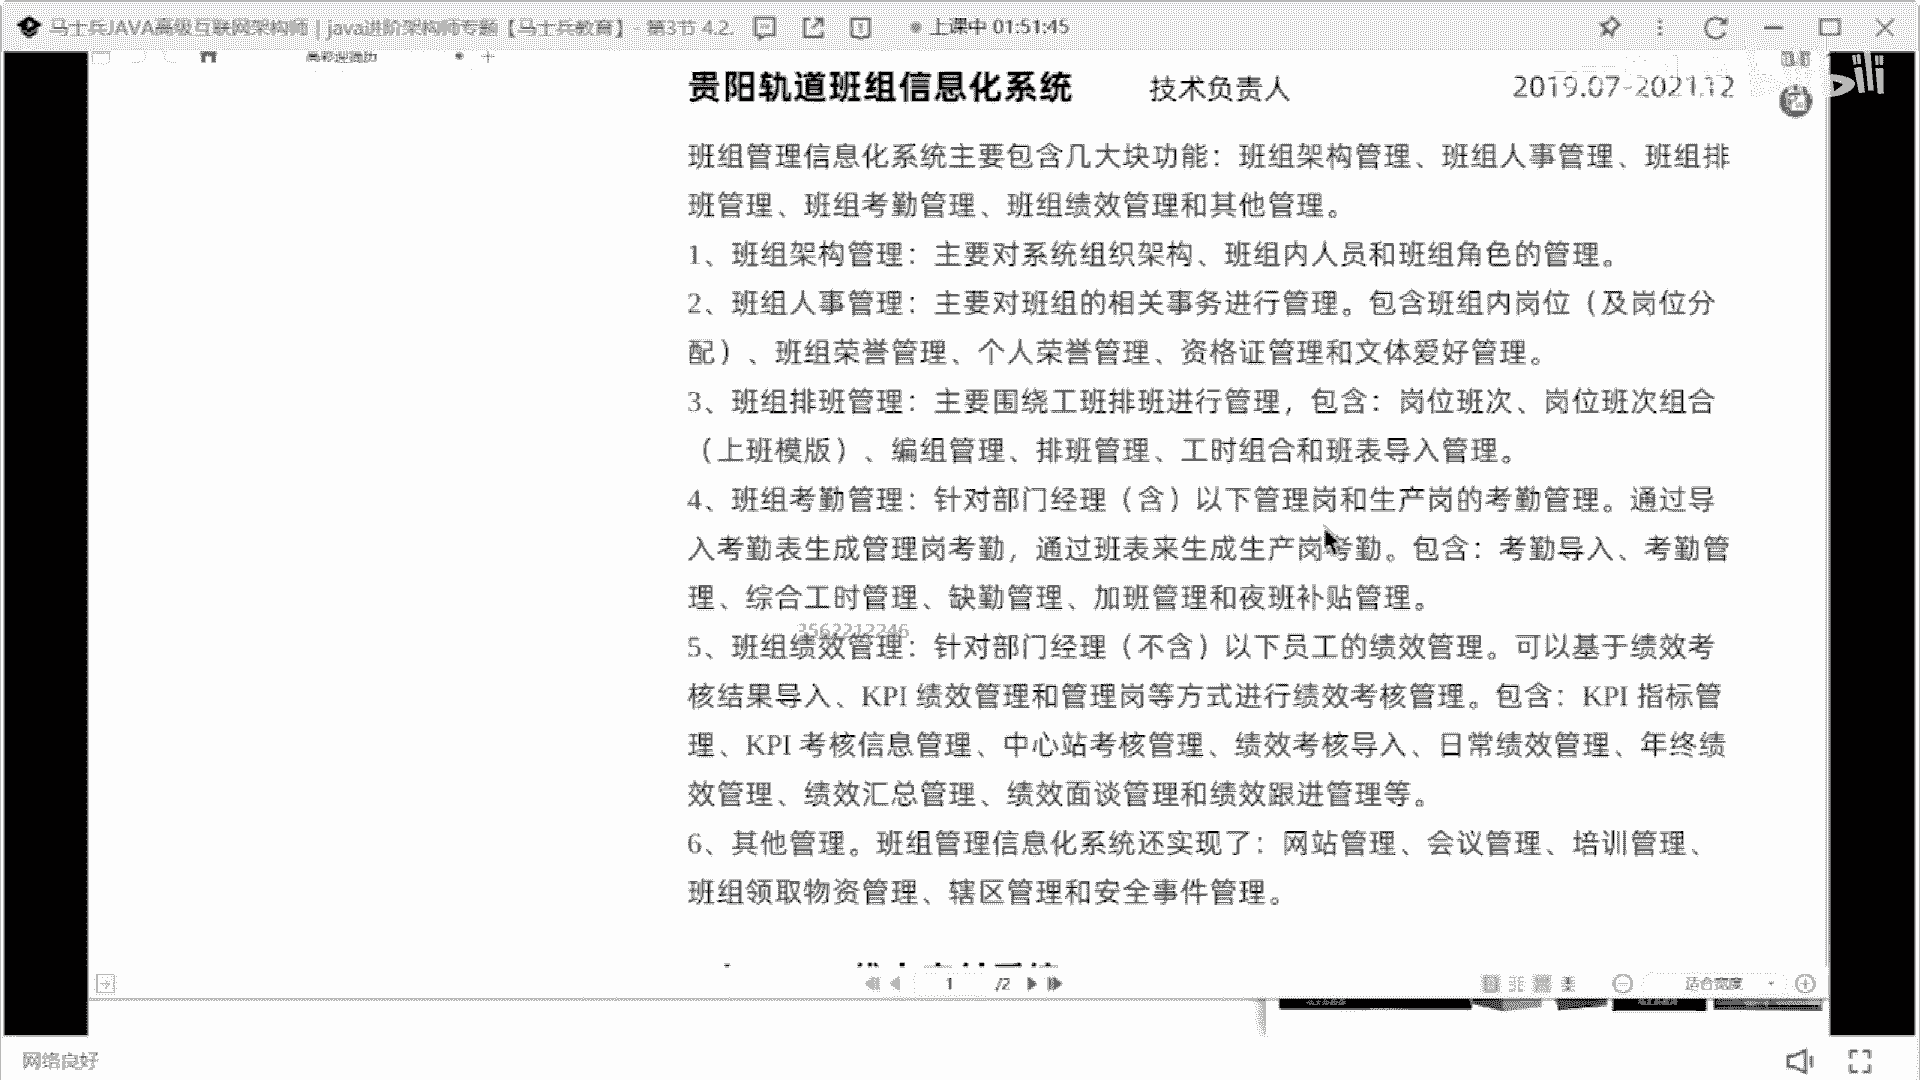 马士兵JAVA高级互联网架构师 | java进阶架构师专题【马士兵教育】 - 第3节 4.2.
上课中 01:51:45
贵阳轨道班组信息化系统 技术负责人 2019.07-2021.12
班组管理信息化系统主要包含几大块功能：班组架构管理、班组人事管理、班组排
班管理、班组考勤管理、班组绩效管理和其他管理。
1、班组架构管理：主要对系统组织架构、班组内人员和班组角色的管理。
2、班组人事管理：主要对班组的相关事务进行管理。包含班组内岗位（及岗位分
配）、班组荣誉管理、个人荣誉管理、资格证管理和文体爱好管理。
3、班组排班管理：主要围绕工班排班进行管理，包含：岗位班次、岗位班次组合
（上班模版）、编组管理、排班管理、工时组合和班表导入管理。
4、班组考勤管理：针对部门经理（含）以下管理岗和生产岗的考勤管理。通过导
入考勤表生成管理岗考勤，通过班表来生成生产岗考勤。包含：考勤导入、考勤管
理、综合工时管理、缺勤管理、加班管理和夜班补贴管理。
3562212246
5、班组绩效管理：针对部门经理（不含）以下员工的绩效管理。可以基于绩效考
核结果导入、KPI 绩效管理和管理岗等方式进行绩效考核管理。包含：KPI 指标管
理、KPI 考核信息管理、中心站考核管理、绩效考核导入、日常绩效管理、年终绩
效管理、绩效汇总管理、绩效面谈管理和绩效跟进管理等。
6、其他管理。班组管理信息化系统还实现了：网站管理、会议管理、培训管理、
班组领取物资管理、辖区管理和安全事件管理。
1 /2 适合宽度
网络良好